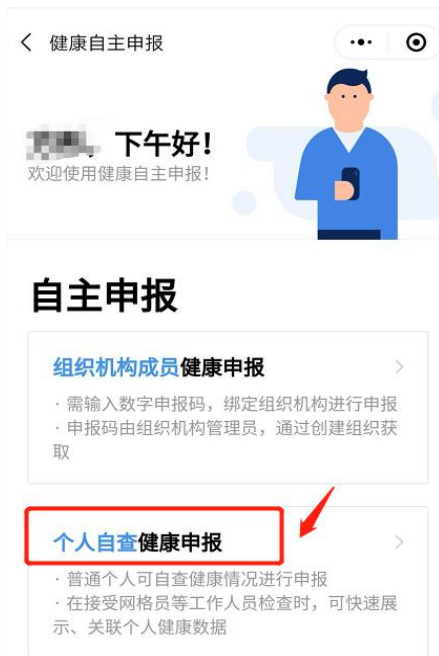 健康自主申报
下午好！
欢迎使用健康自主申报！
自主申报
组织机构成员健康申报
· 需输入数字申报码，绑定组织机构进行申报
· 申报码由组织机构管理员，通过创建组织获
取
个人自查健康申报
· 普通个人可自查健康情况进行申报
· 在接受网格员等工作人员检查时，可快速展
示、关联个人健康数据